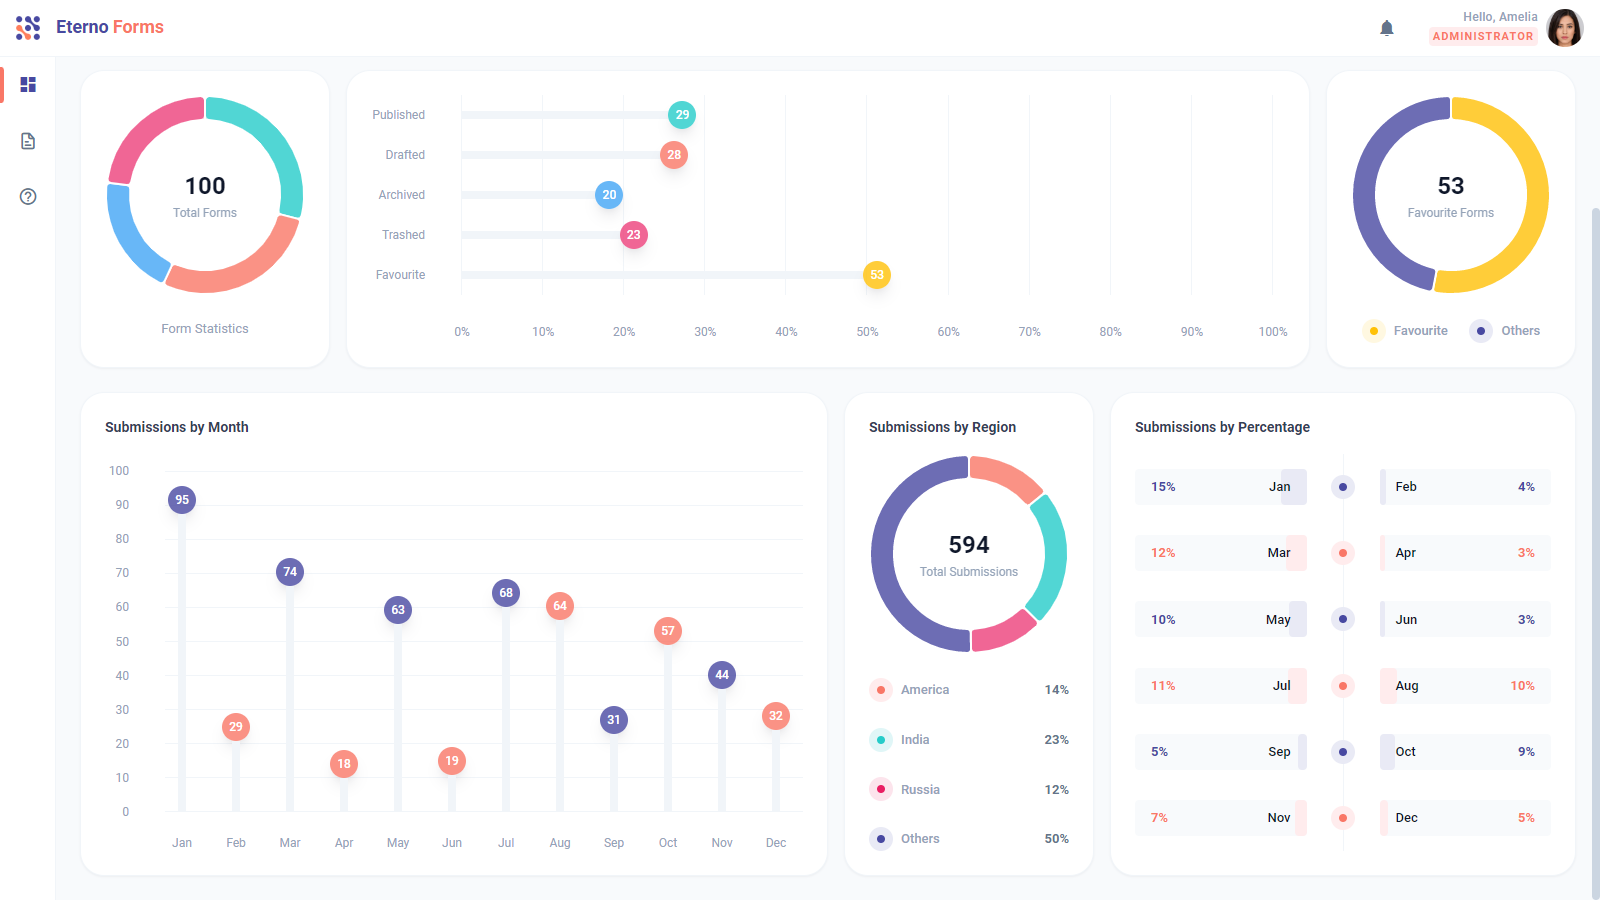 Eterno Forms
Hello, Amelia
ADMINISTRATOR
100
Total Forms
Form Statistics
Published 29
Drafted 28
Archived 20
Trashed 23
Favourite 53
0% 10% 20% 30% 40% 50% 60% 70% 80% 90% 100%
53
Favourite Forms
Favourite Others
Submissions by Month
100
90
80
70
60
50
40
30
20
10
0
95 29 74 18 63 19 68 64 31 57 44 32
Jan Feb Mar Apr May Jun Jul Aug Sep Oct Nov Dec
Submissions by Region
594
Total Submissions
America 14%
India 23%
Russia 12%
Others 50%
Submissions by Percentage
15% Jan Feb 4%
12% Mar Apr 3%
10% May Jun 3%
11% Jul Aug 10%
5% Sep Oct 9%
7% Nov Dec 5%